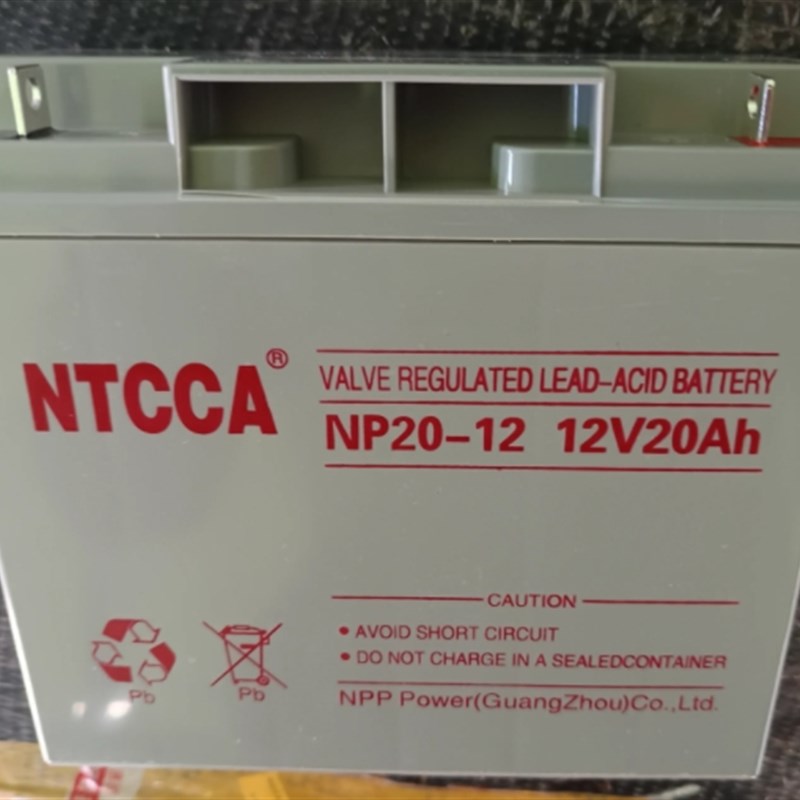 NTCCA®
VALVE REGULATED LEAD-ACID BATTERY
NP20-12 12V20Ah
CAUTION
• AVOID SHORT CIRCUIT
• DO NOT CHARGE IN A SEALEDCONTAINER
NPP Power(GuangZhou)Co.,Ltd.
Pb
Pb